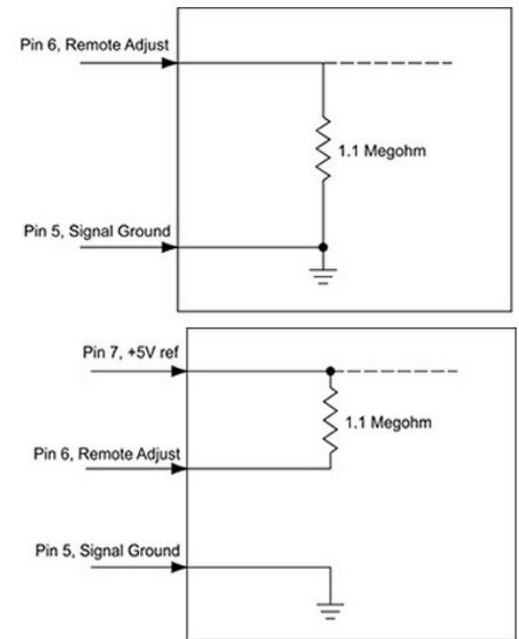 Pin 6, Remote Adjust
1.1 Megohm
Pin 5, Signal Ground
Pin 7, +5V ref
1.1 Megohm
Pin 6, Remote Adjust
Pin 5, Signal Ground